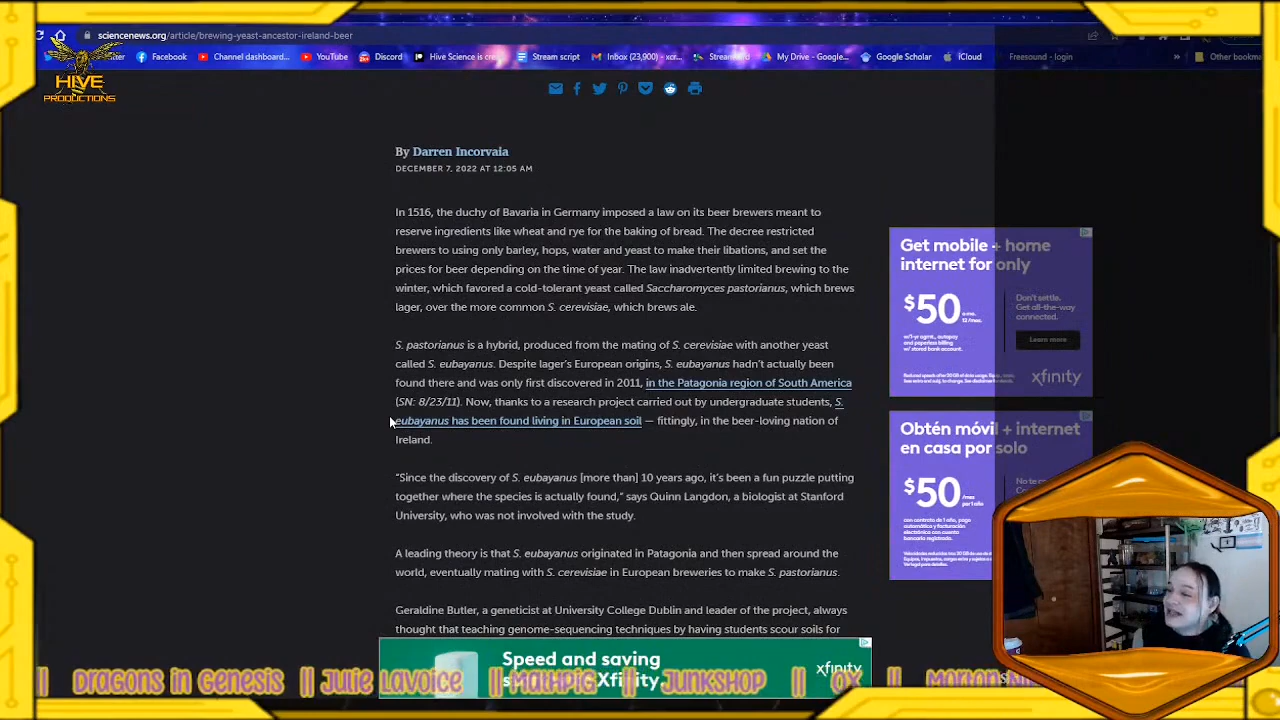 sciencenews.org/article/brewing-yeast-ancestor-ireland-beer
Facebook
Channel dashboard...
YouTube
Discord
Hive Science is cre
Stream script
Inbox (23,900) - xcr...
My Drive - Google...
Google Scholar
iCloud
Freesound - login
»
HIVE
PRODUCTIONS
By Darren Incorvaia
DECEMBER 7, 2022 AT 12:05 AM
In 1516, the duchy of Bavaria in Germany imposed a law on its beer brewers meant to
reserve ingredients like wheat and rye for the baking of bread. The decree restricted
brewers to using only barley, hops, water and yeast to make their libations, and set the
prices for beer depending on the time of year. The law inadvertently limited brewing to the
winter, which favored a cold-tolerant yeast called Saccharomyces pastorianus, which brews
lager, over the more common S. cerevisiae, which brews ale.
S. pastorianus is a hybrid, produced from the mating of S. cerevisiae with another yeast
called S. eubayanus. Despite lager's European origins, S. eubayanus hadn't actually been
found there and was only first discovered in 2011, in the Patagonia region of South America
(SN: 8/23/11). Now, thanks to a research project carried out by undergraduate students, S.
eubayanus has been found living in European soil — fittingly, in the beer-loving nation of
Ireland.
“Since the discovery of S. eubayanus [more than] 10 years ago, it's been a fun puzzle putting
together where the species is actually found,” says Quinn Langdon, a biologist at Stanford
University, who was not involved with the study.
A leading theory is that S. eubayanus originated in Patagonia and then spread around the
world, eventually mating with S. cerevisiae in European breweries to make S. pastorianus.
Geraldine Butler, a geneticist at University College Dublin and leader of the project, always
thought that teaching genome-sequencing techniques by having students scour soils for
Get mobile + home
internet for only
$50
Don't settle.
Get off-the-way
connected.
Learn more
xfinity
Obtén móvil + internet
en casa por solo
$50
Speed and saving
xfinity
|| Dragons in Genesis || Julie LaVoice || MathPig || JUNKSHOP || OX ||